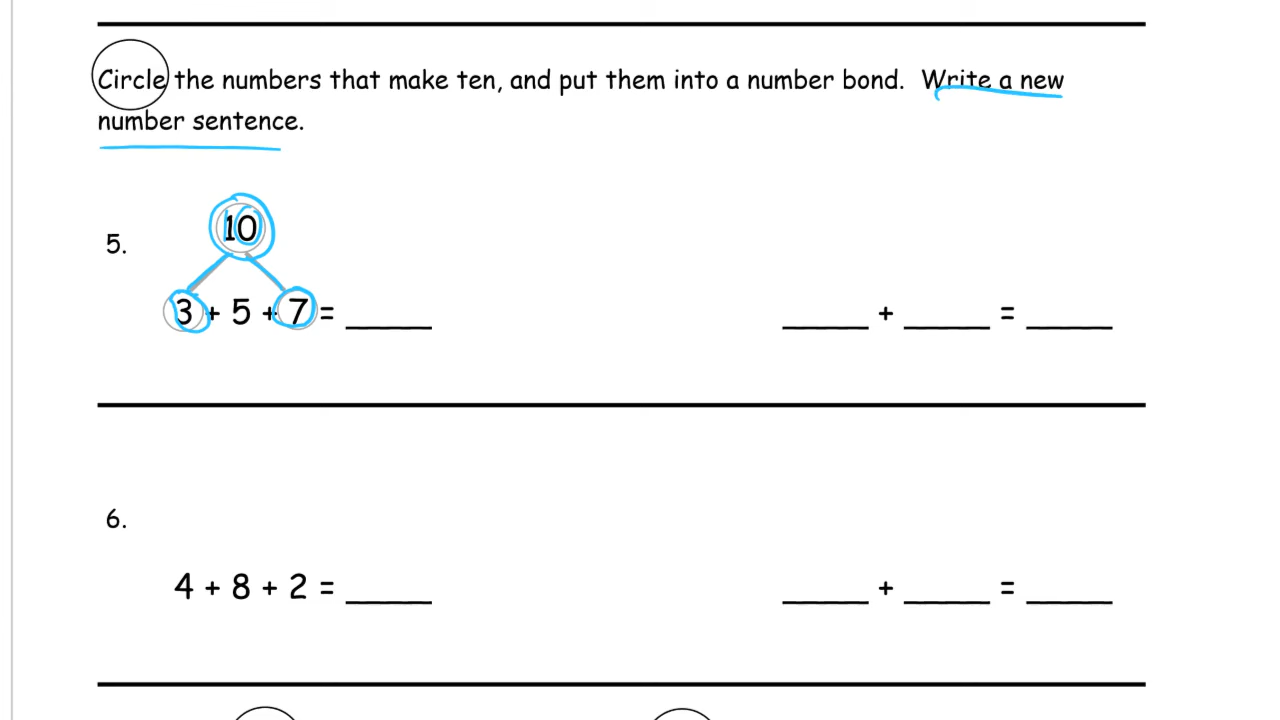 Circle the numbers that make ten, and put them into a number bond. Write a new
number sentence.
10
5.
3 + 5 + 7 = _____ _____ + _____ = _____
6.
4 + 8 + 2 = _____ _____ + _____ = _____